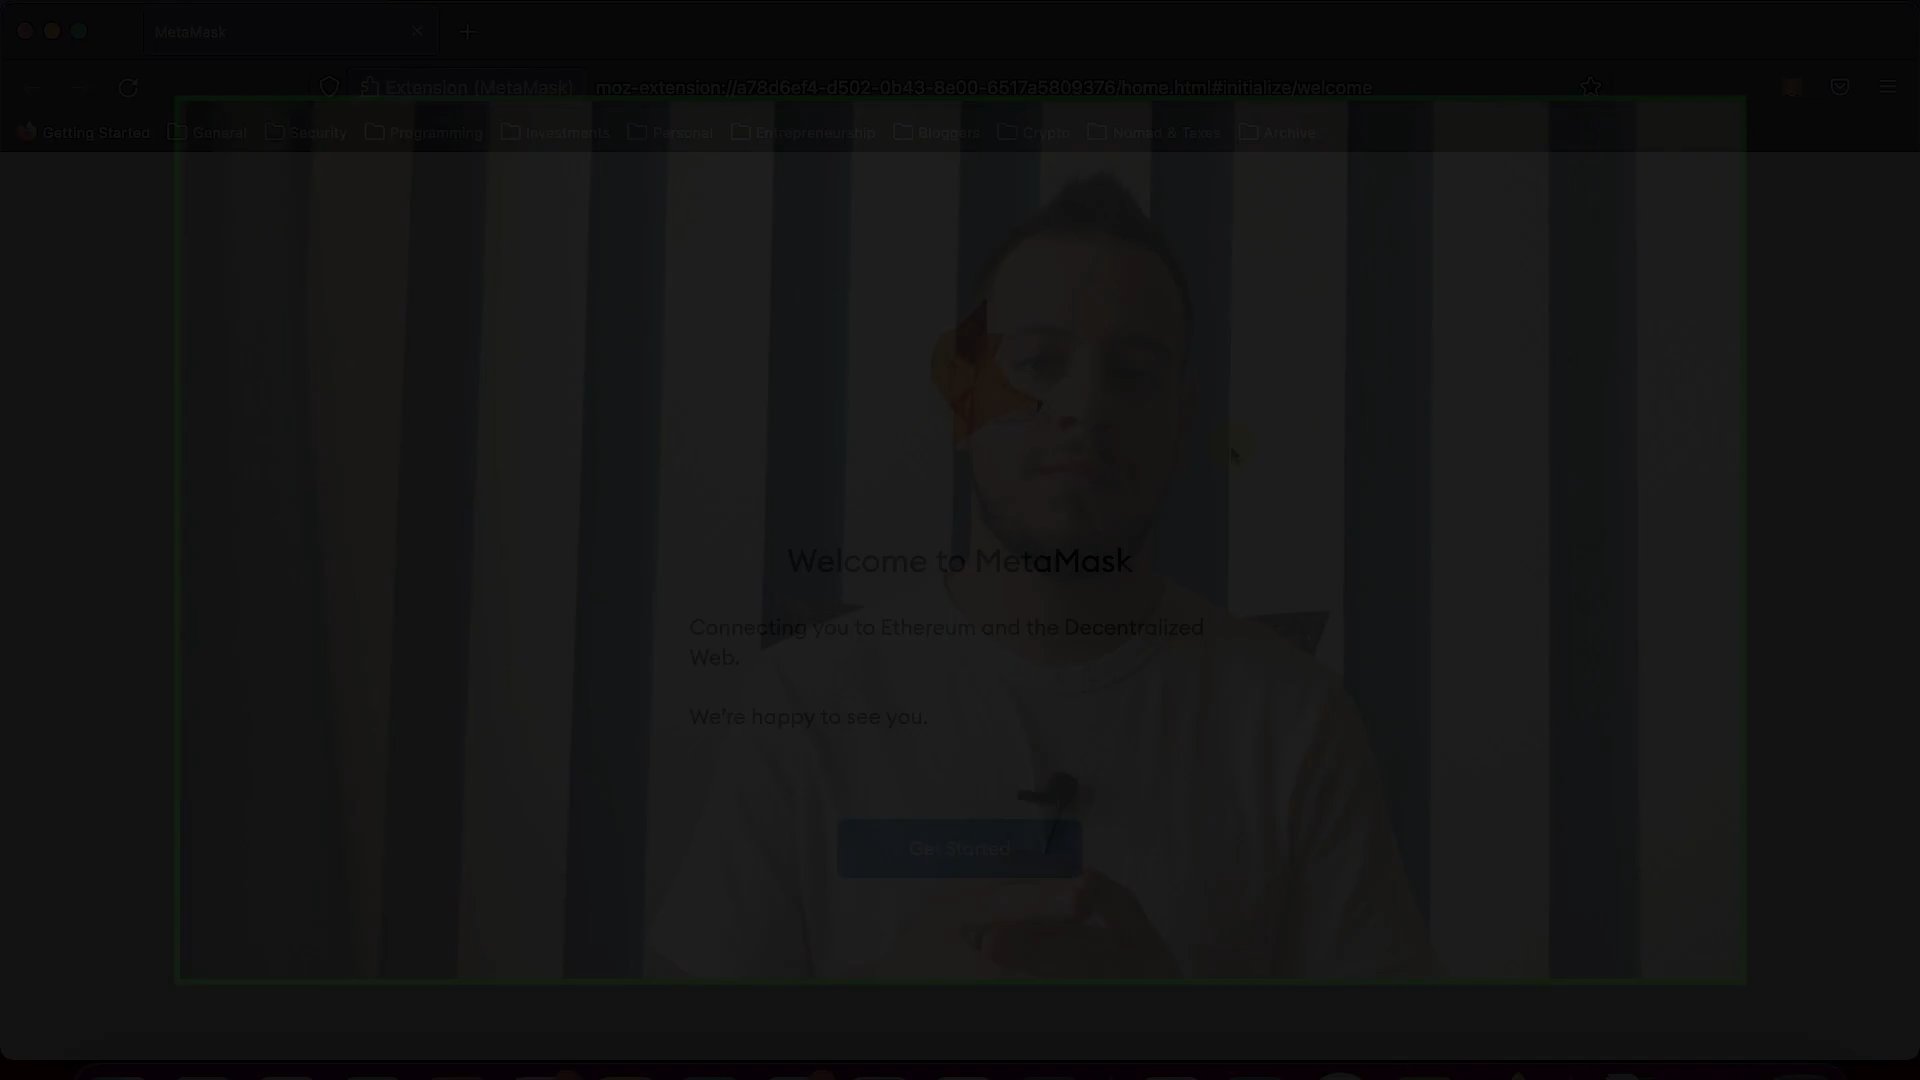 MetaMask
Extension (MetaMask) moz-extension://a78d6ef4-d502-0b43-8e00-6517a5809376/home.html#initialize/welcome
Getting Started General Security Programming Investments Personal Entrepreneurship Bloggers Crypto Nomad & Taxes Archive
Welcome to MetaMask
Connecting you to Ethereum and the Decentralized
Web.
We're happy to see you.
Get Started